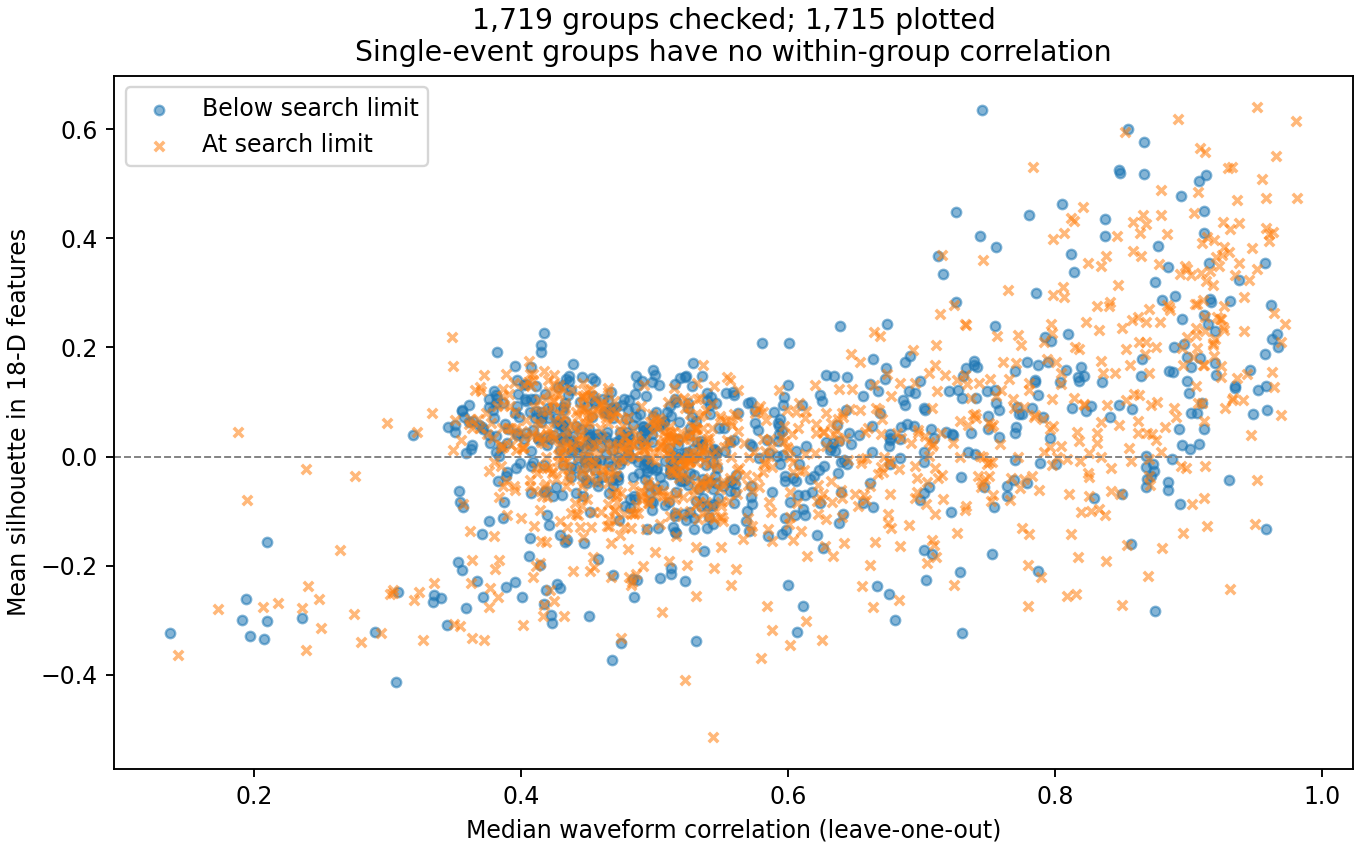 1,719 groups checked; 1,715 plotted
Single-event groups have no within-group correlation
Below search limit
At search limit
Mean silhouette in 18-D features
0.6
0.4
0.2
0.0
−0.2
−0.4
0.2
0.4
0.6
0.8
1.0
Median waveform correlation (leave-one-out)